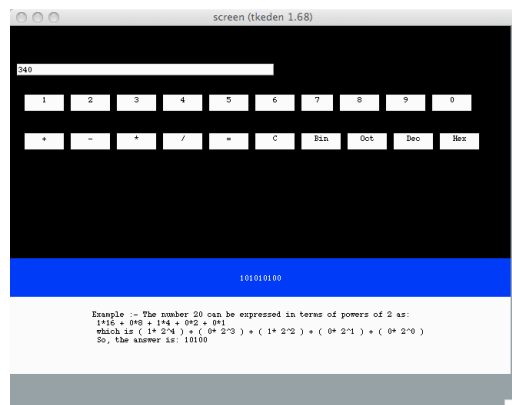 screen (tkeden 1.68)
340
1 2 3 4 5 6 7 8 9 0
+ - * / = C Bin Oct Dec Hex
101010100
Example :- The number 20 can be expressed in terms of powers of 2 as:
1*16 + 0*8 + 1*4 + 0*2 + 0*1
which is ( 1* 2^4 ) + ( 0* 2^3 ) + ( 1* 2^2 ) + ( 0* 2^1 ) + ( 0* 2^0 )
So, the answer is: 10100